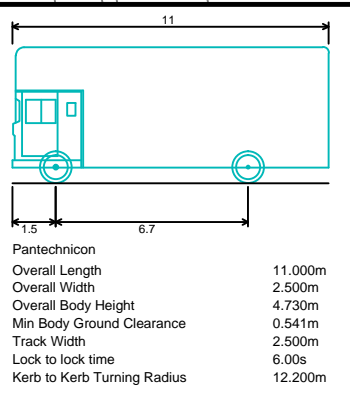 11
1.5 6.7
Pantechnicon
Overall Length 11.000m
Overall Width 2.500m
Overall Body Height 4.730m
Min Body Ground Clearance 0.541m
Track Width 2.500m
Lock to lock time 6.00s
Kerb to Kerb Turning Radius 12.200m